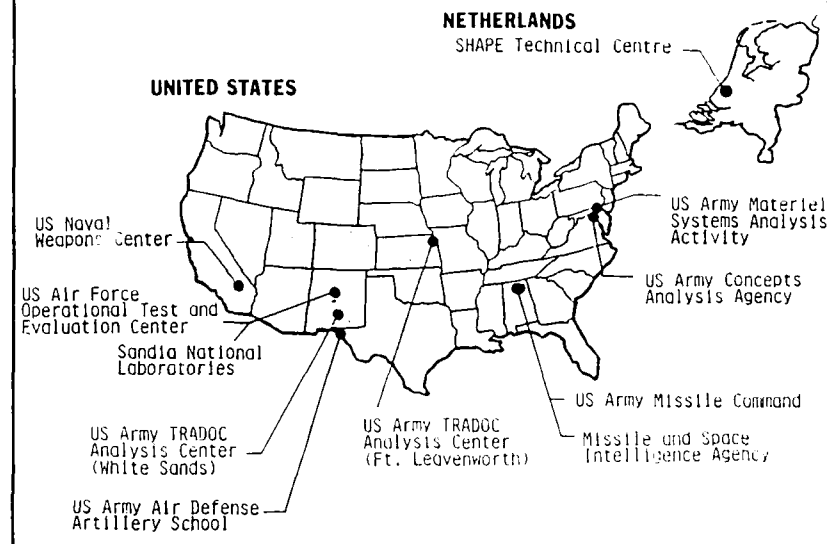 NETHERLANDS
SHAPE Technical Centre
UNITED STATES
US Naval
Weapons Center
US Air Force
Operational Test and
Evaluation Center
Sandia National
Laboratories
US Army TRADOC
Analysis Center
(White Sands)
US Army Air Defense
Artillery School
US Army TRADOC
Analysis Center
(Ft. Leavenworth)
US Army Materiel
Systems Analysis
Activity
US Army Concepts
Analysis Agency
US Army Missile Command
Missile and Space
Intelligence Agency